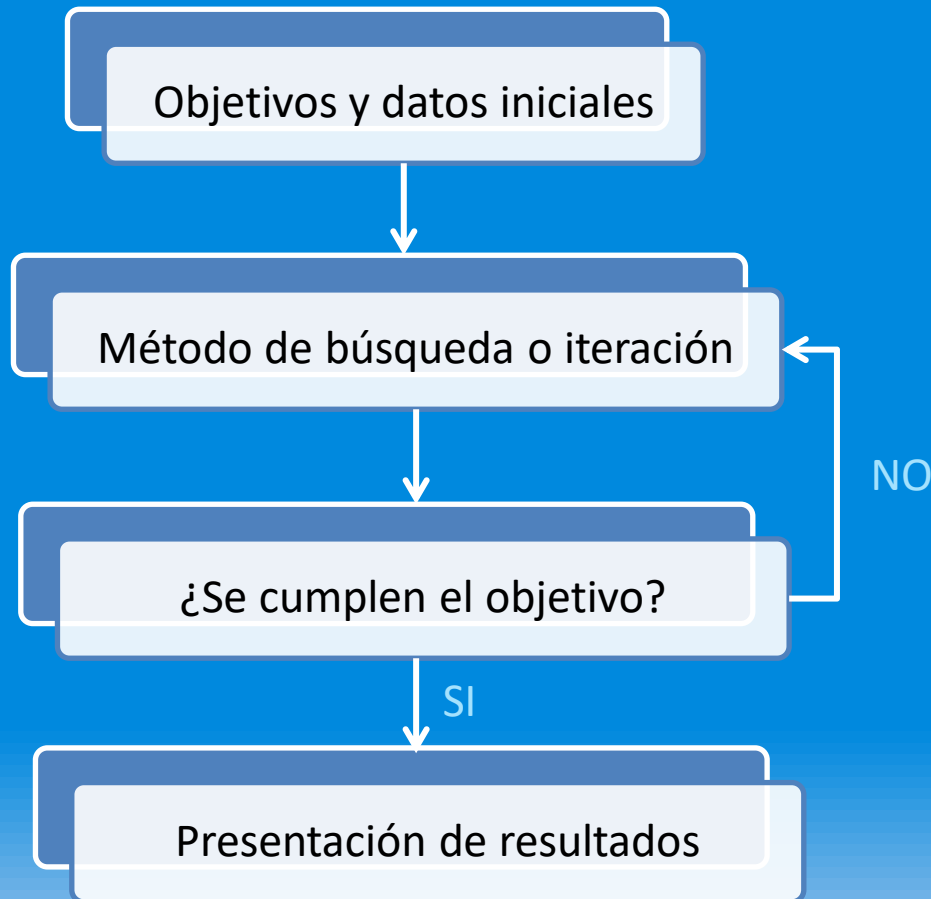 Objetivos y datos iniciales
Método de búsqueda o iteración
NO
¿Se cumplen el objetivo?
SI
Presentación de resultados